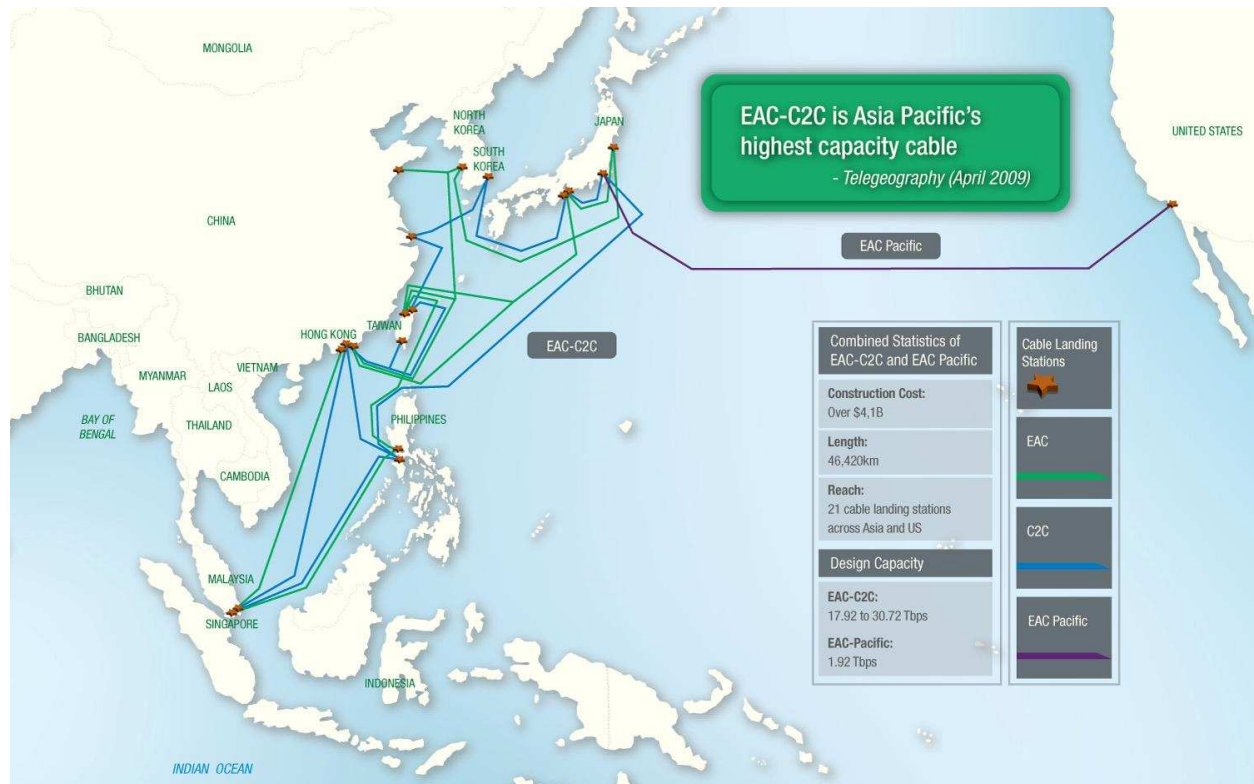 MONGOLIA
NORTH
KOREA
JAPAN
SOUTH
KOREA
UNITED STATES
CHINA
BHUTAN
BANGLADESH
MYANMAR
LAOS
VIETNAM
HONG KONG
TAIWAN
BAY OF
BENGAL
THAILAND
CAMBODIA
PHILIPPINES
MALAYSIA
SINGAPORE
INDONESIA
INDIAN OCEAN
EAC-C2C is Asia Pacific's
highest capacity cable
- Telegeography (April 2009)
EAC Pacific
EAC-C2C
Combined Statistics of
EAC-C2C and EAC Pacific
Construction Cost:
Over $4,1B
Length:
46,420km
Reach:
21 cable landing stations
across Asia and US
Design Capacity
EAC-C2C:
17.92 to 30.72 Tbps
EAC-Pacific:
1.92 Tbps
Cable Landing
Stations
EAC
C2C
EAC Pacific